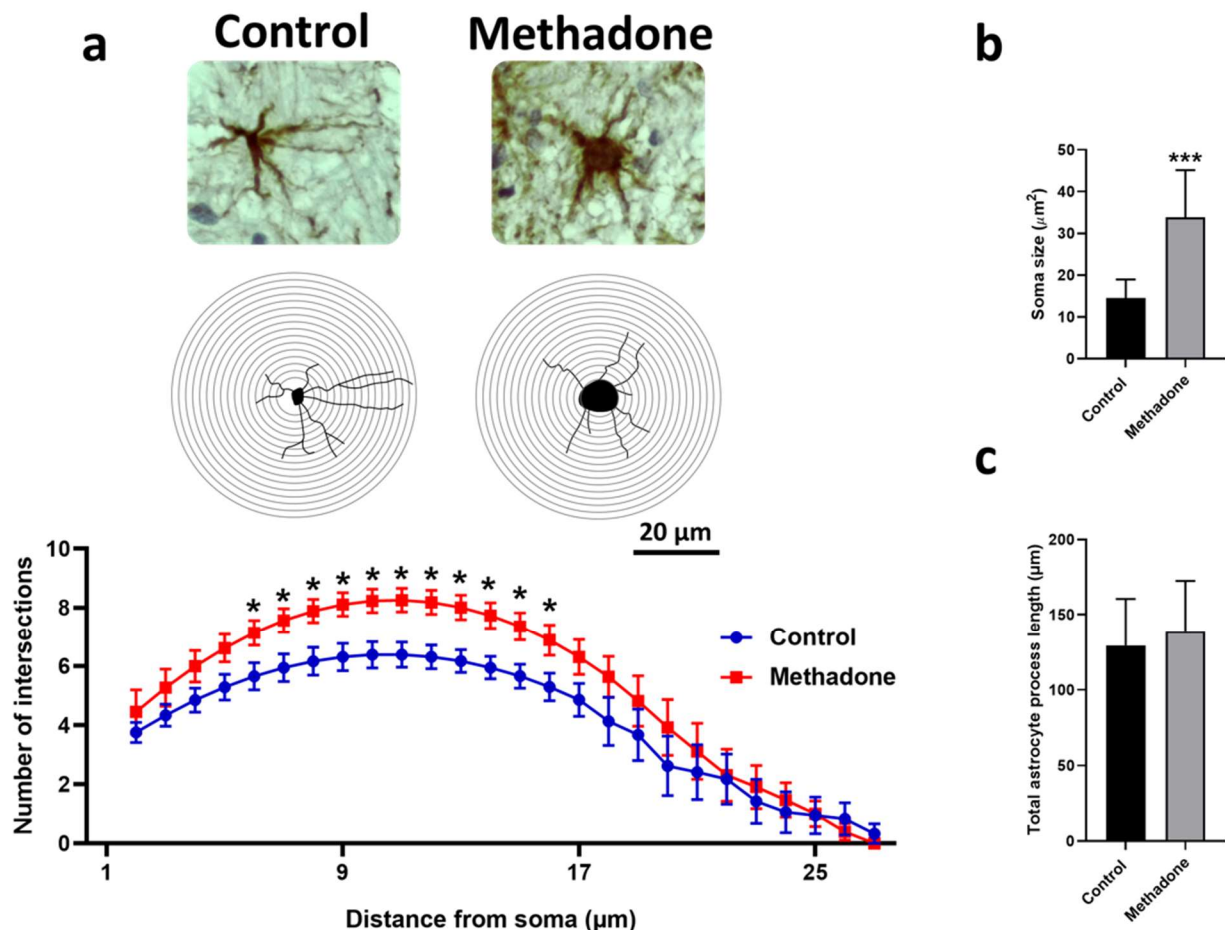 a
Control
Methadone
20 µm
Number of intersections
10
8
6
4
2
0
* * * * * * * * * * *
Control
Methadone
1 9 17 25
Distance from soma (µm)
b
Soma size (µm²)
50
40
30
20
10
0
***
Control
Methadone
c
Total astrocyte process length (µm)
200
150
100
50
0
Control
Methadone